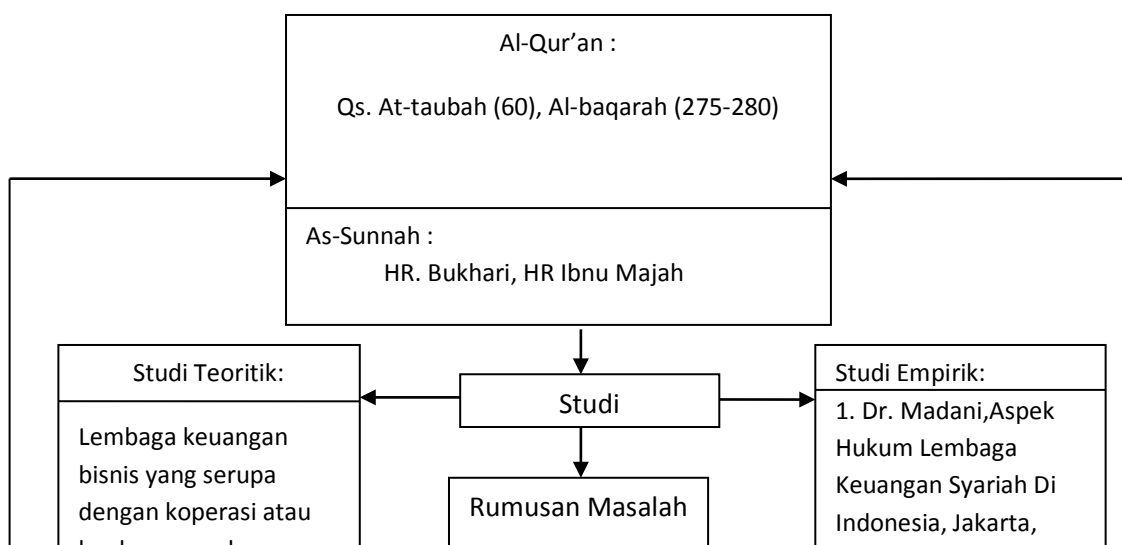 Al-Qur’an :
Qs. At-taubah (60), Al-baqarah (275-280)
As-Sunnah :
HR. Bukhari, HR Ibnu Majah
Studi Teoritik:
Lembaga keuangan
bisnis yang serupa
dengan koperasi atau
Studi
Rumusan Masalah
Studi Empirik:
1. Dr. Madani,Aspek
Hukum Lembaga
Keuangan Syariah Di
Indonesia, Jakarta,